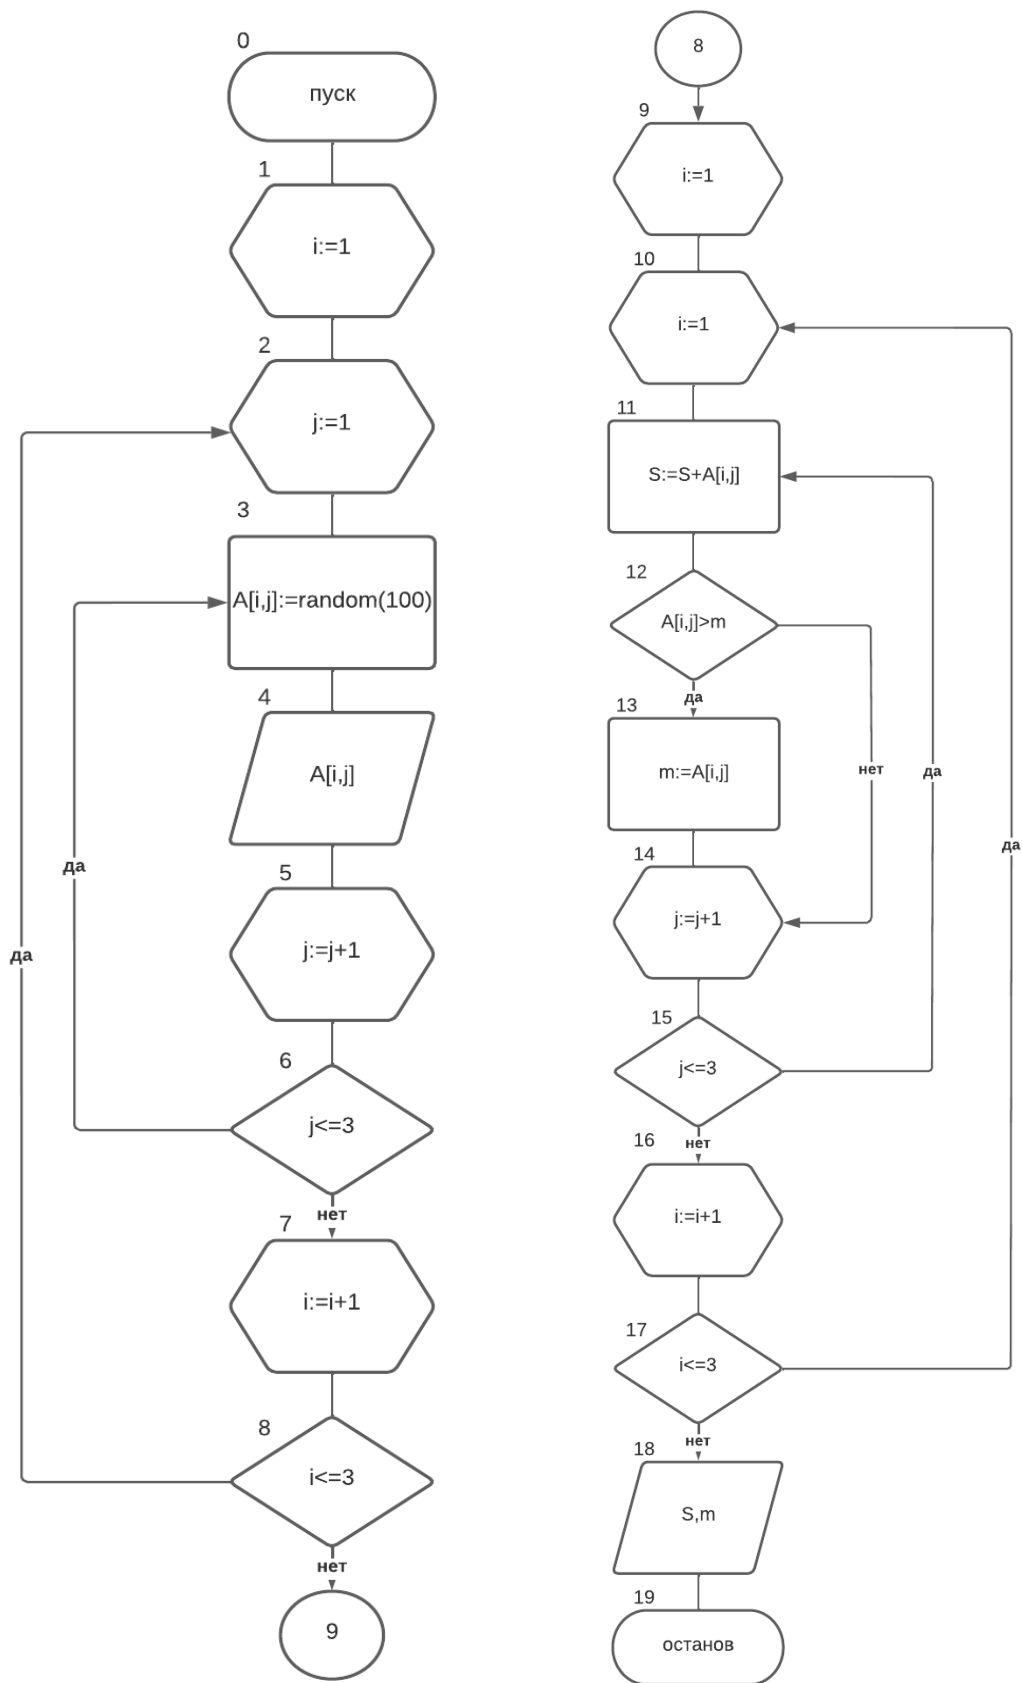 0
пуск
1
i:=1
2
j:=1
3
A[i,j]:=random(100)
4
A[i,j]
да
5
j:=j+1
да
6
j<=3
нет
7
i:=i+1
8
i<=3
нет
9
8
9
i:=1
10
i:=1
11
S:=S+A[i,j]
12
A[i,j]>m
да
13
m:=A[i,j]
нет
да
да
14
j:=j+1
15
j<=3
нет
16
i:=i+1
17
i<=3
нет
18
S,m
19
останов